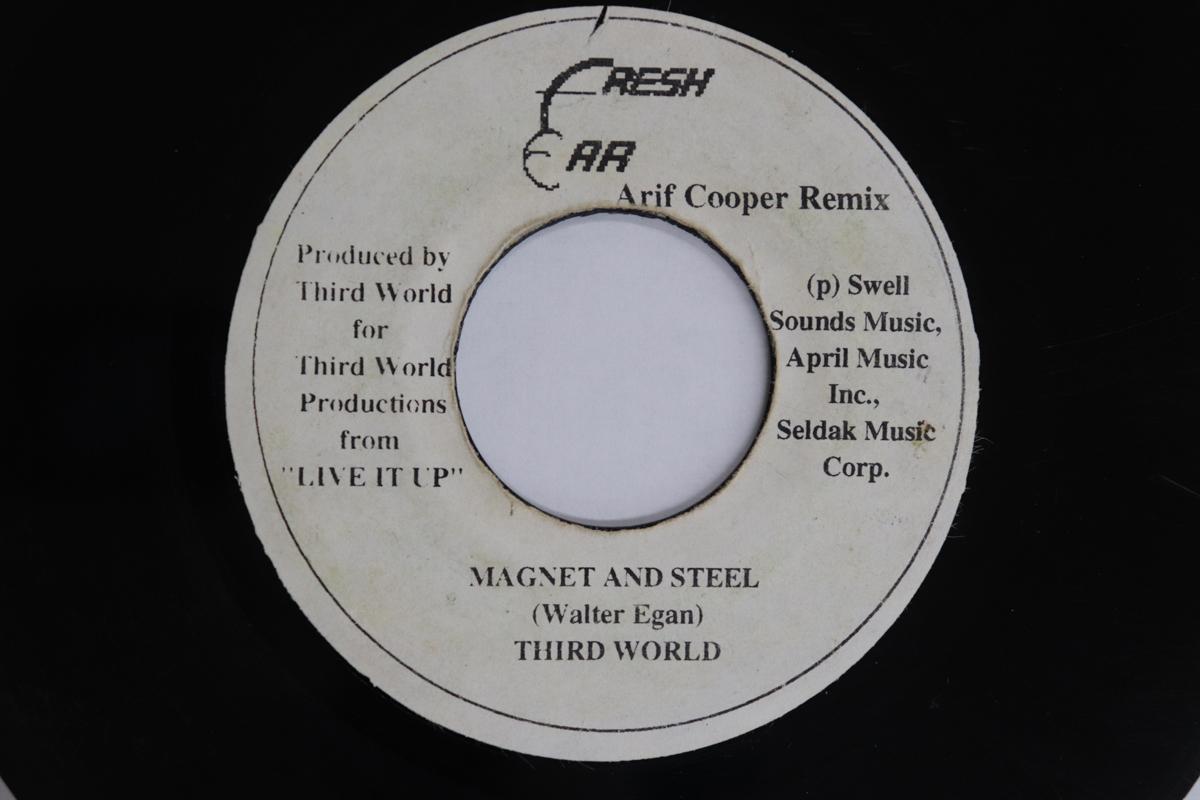 FRESH
EAR
Arif Cooper Remix
Produced by
Third World
for
Third World
Productions
from
"LIVE IT UP"
(p) Swell
Sounds Music,
April Music
Inc.,
Seldak Music
Corp.
MAGNET AND STEEL
(Walter Egan)
THIRD WORLD